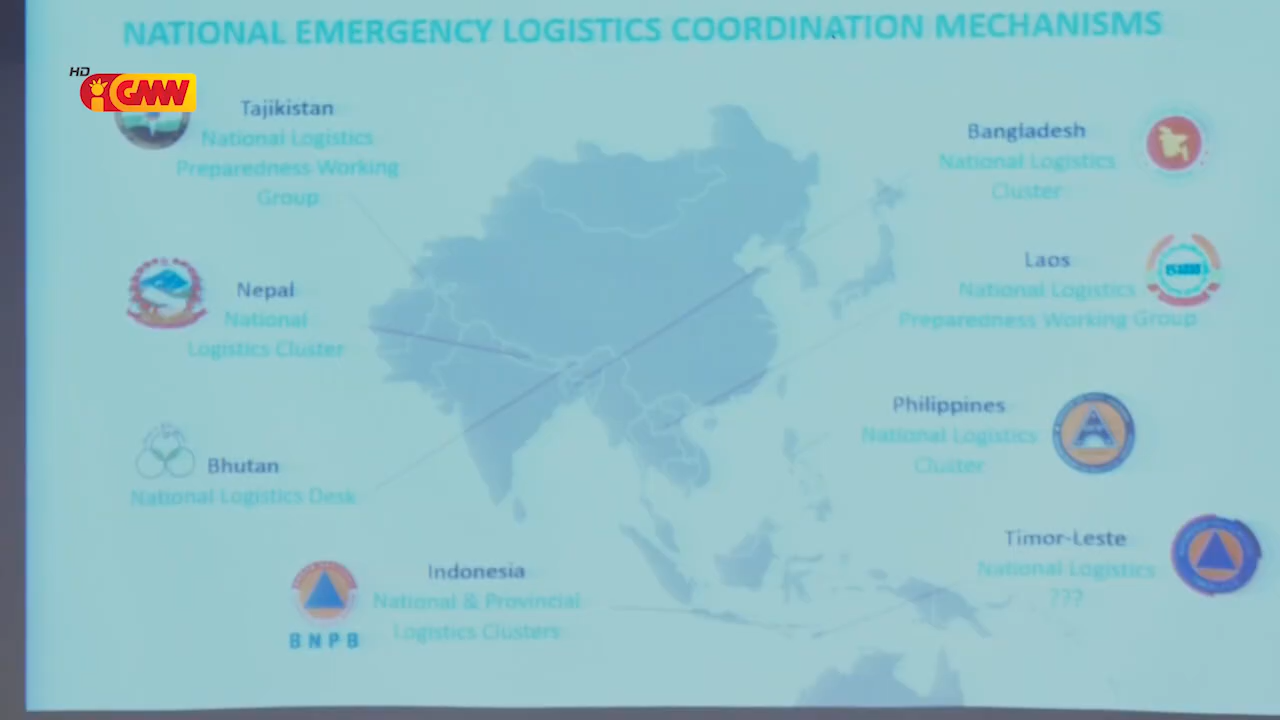 NATIONAL EMERGENCY LOGISTICS COORDINATION MECHANISMS
HD
GMW
Tajikistan
National Logistics
Preparedness Working
Group
Nepal
National
Logistics Cluster
Bhutan
National Logistics Desk
Indonesia
National & Provincial
Logistics Clusters
BNPB
Bangladesh
National Logistics
Cluster
Laos
National Logistics
Preparedness Working Group
Philippines
National Logistics
Cluster
Timor-Leste
National Logistics
???